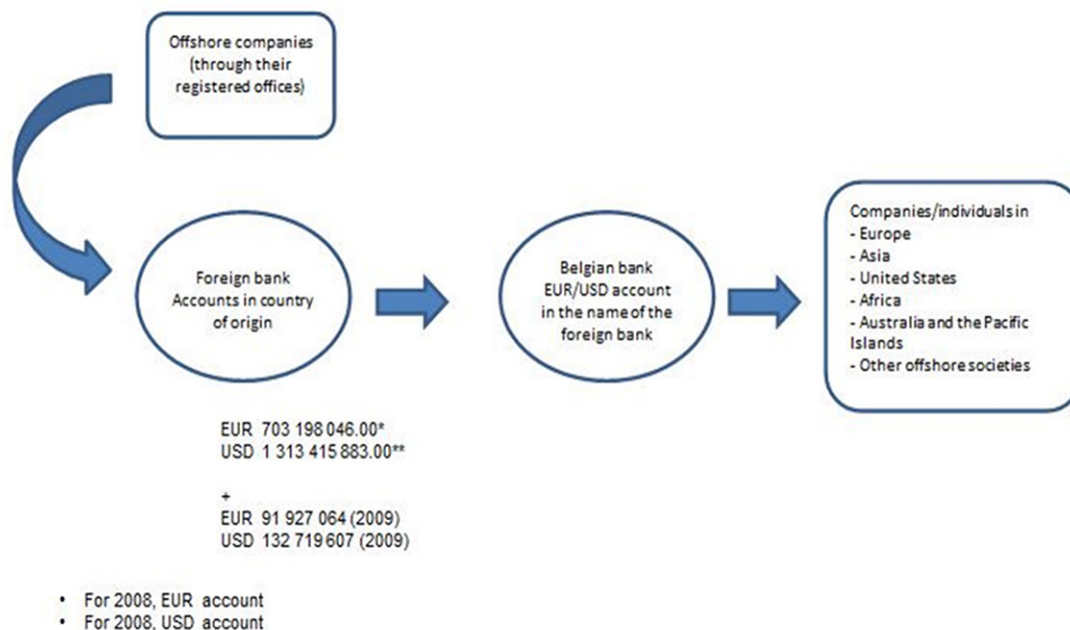 Offshore companies
(through their
registered offices)
Foreign bank
Accounts in country
of origin
Belgian bank
EUR/USD account
in the name of the
foreign bank
Companies/individuals in
- Europe
- Asia
- United States
- Africa
- Australia and the Pacific
Islands
- Other offshore societies
EUR 703 198 046.00*
USD 1 313 415 883.00**
+
EUR 91 927 064 (2009)
USD 132 719 607 (2009)
• For 2008, EUR account
• For 2008, USD account